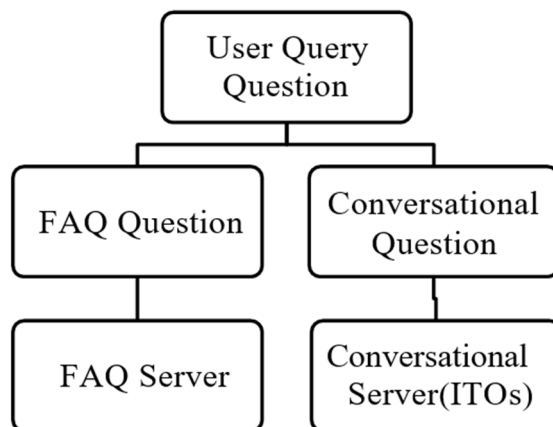 User Query
Question
FAQ Question
Conversational
Question
FAQ Server
Conversational
Server(ITOs)